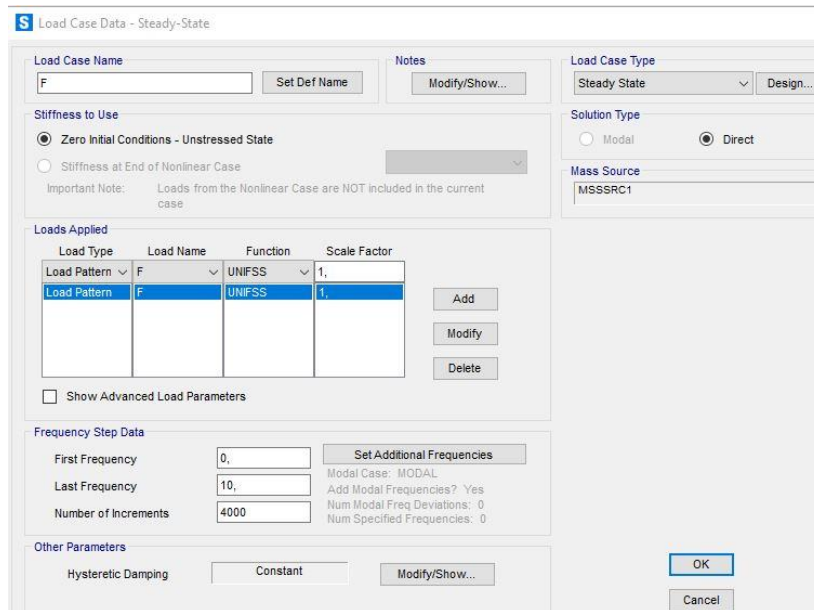 S Load Case Data - Steady-State
Load Case Name
F
Set Def Name
Notes
Modify/Show...
Load Case Type
Steady State
Design...
Stiffness to Use
Zero Initial Conditions - Unstressed State
Stiffness at End of Nonlinear Case
Important Note: Loads from the Nonlinear Case are NOT included in the current
case
Solution Type
Modal Direct
Mass Source
MSSSRC1
Loads Applied
Load Type Load Name Function Scale Factor
Load Pattern F UNIFSS 1,
Load Pattern F UNIFSS 1,
Add
Modify
Delete
Show Advanced Load Parameters
Frequency Step Data
First Frequency 0,
Last Frequency 10,
Number of Increments 4000
Set Additional Frequencies
Modal Case: MODAL
Add Modal Frequencies? Yes
Num Modal Freq Deviations: 0
Num Specified Frequencies: 0
Other Parameters
Hysteretic Damping Constant Modify/Show...
OK
Cancel